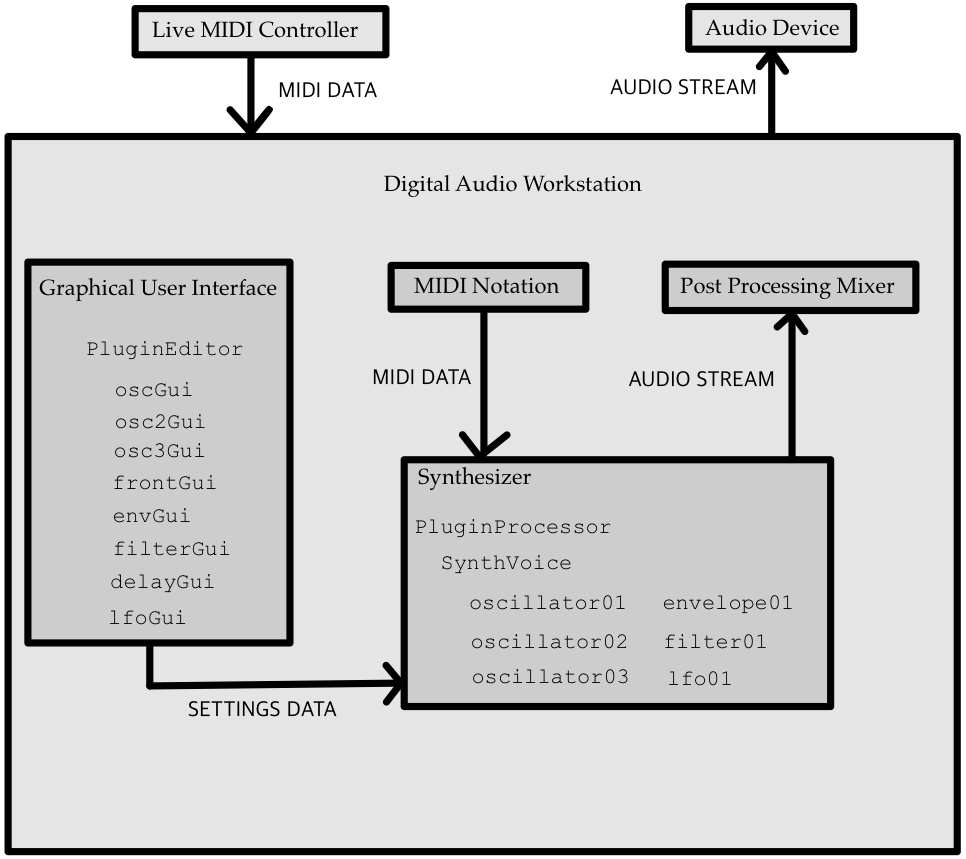 Live MIDI Controller
Audio Device
MIDI DATA
AUDIO STREAM
Digital Audio Workstation
Graphical User Interface
PluginEditor
oscGui
osc2Gui
osc3Gui
frontGui
envGui
filterGui
delayGui
lfoGui
MIDI Notation
Post Processing Mixer
MIDI DATA
AUDIO STREAM
Synthesizer
PluginProcessor
SynthVoice
oscillator01 envelope01
oscillator02 filter01
oscillator03 lfo01
SETTINGS DATA